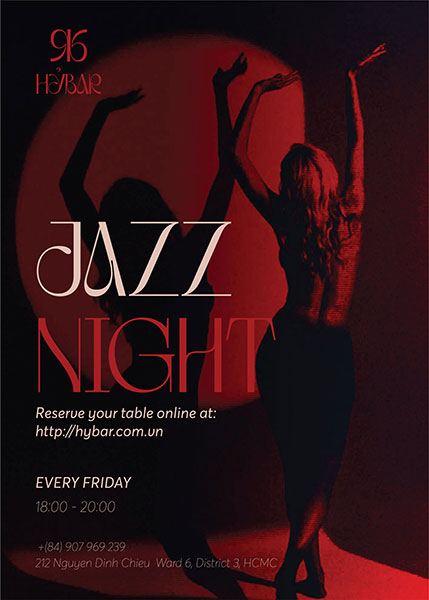 916
HỶBAR
JAZZ
NIGHT
Reserve your table online at:
http://hybar.com.vn
EVERY FRIDAY
18:00 - 20:00
+(84) 907 969 239
212 Nguyen Dinh Chieu Ward 6, District 3, HCMC